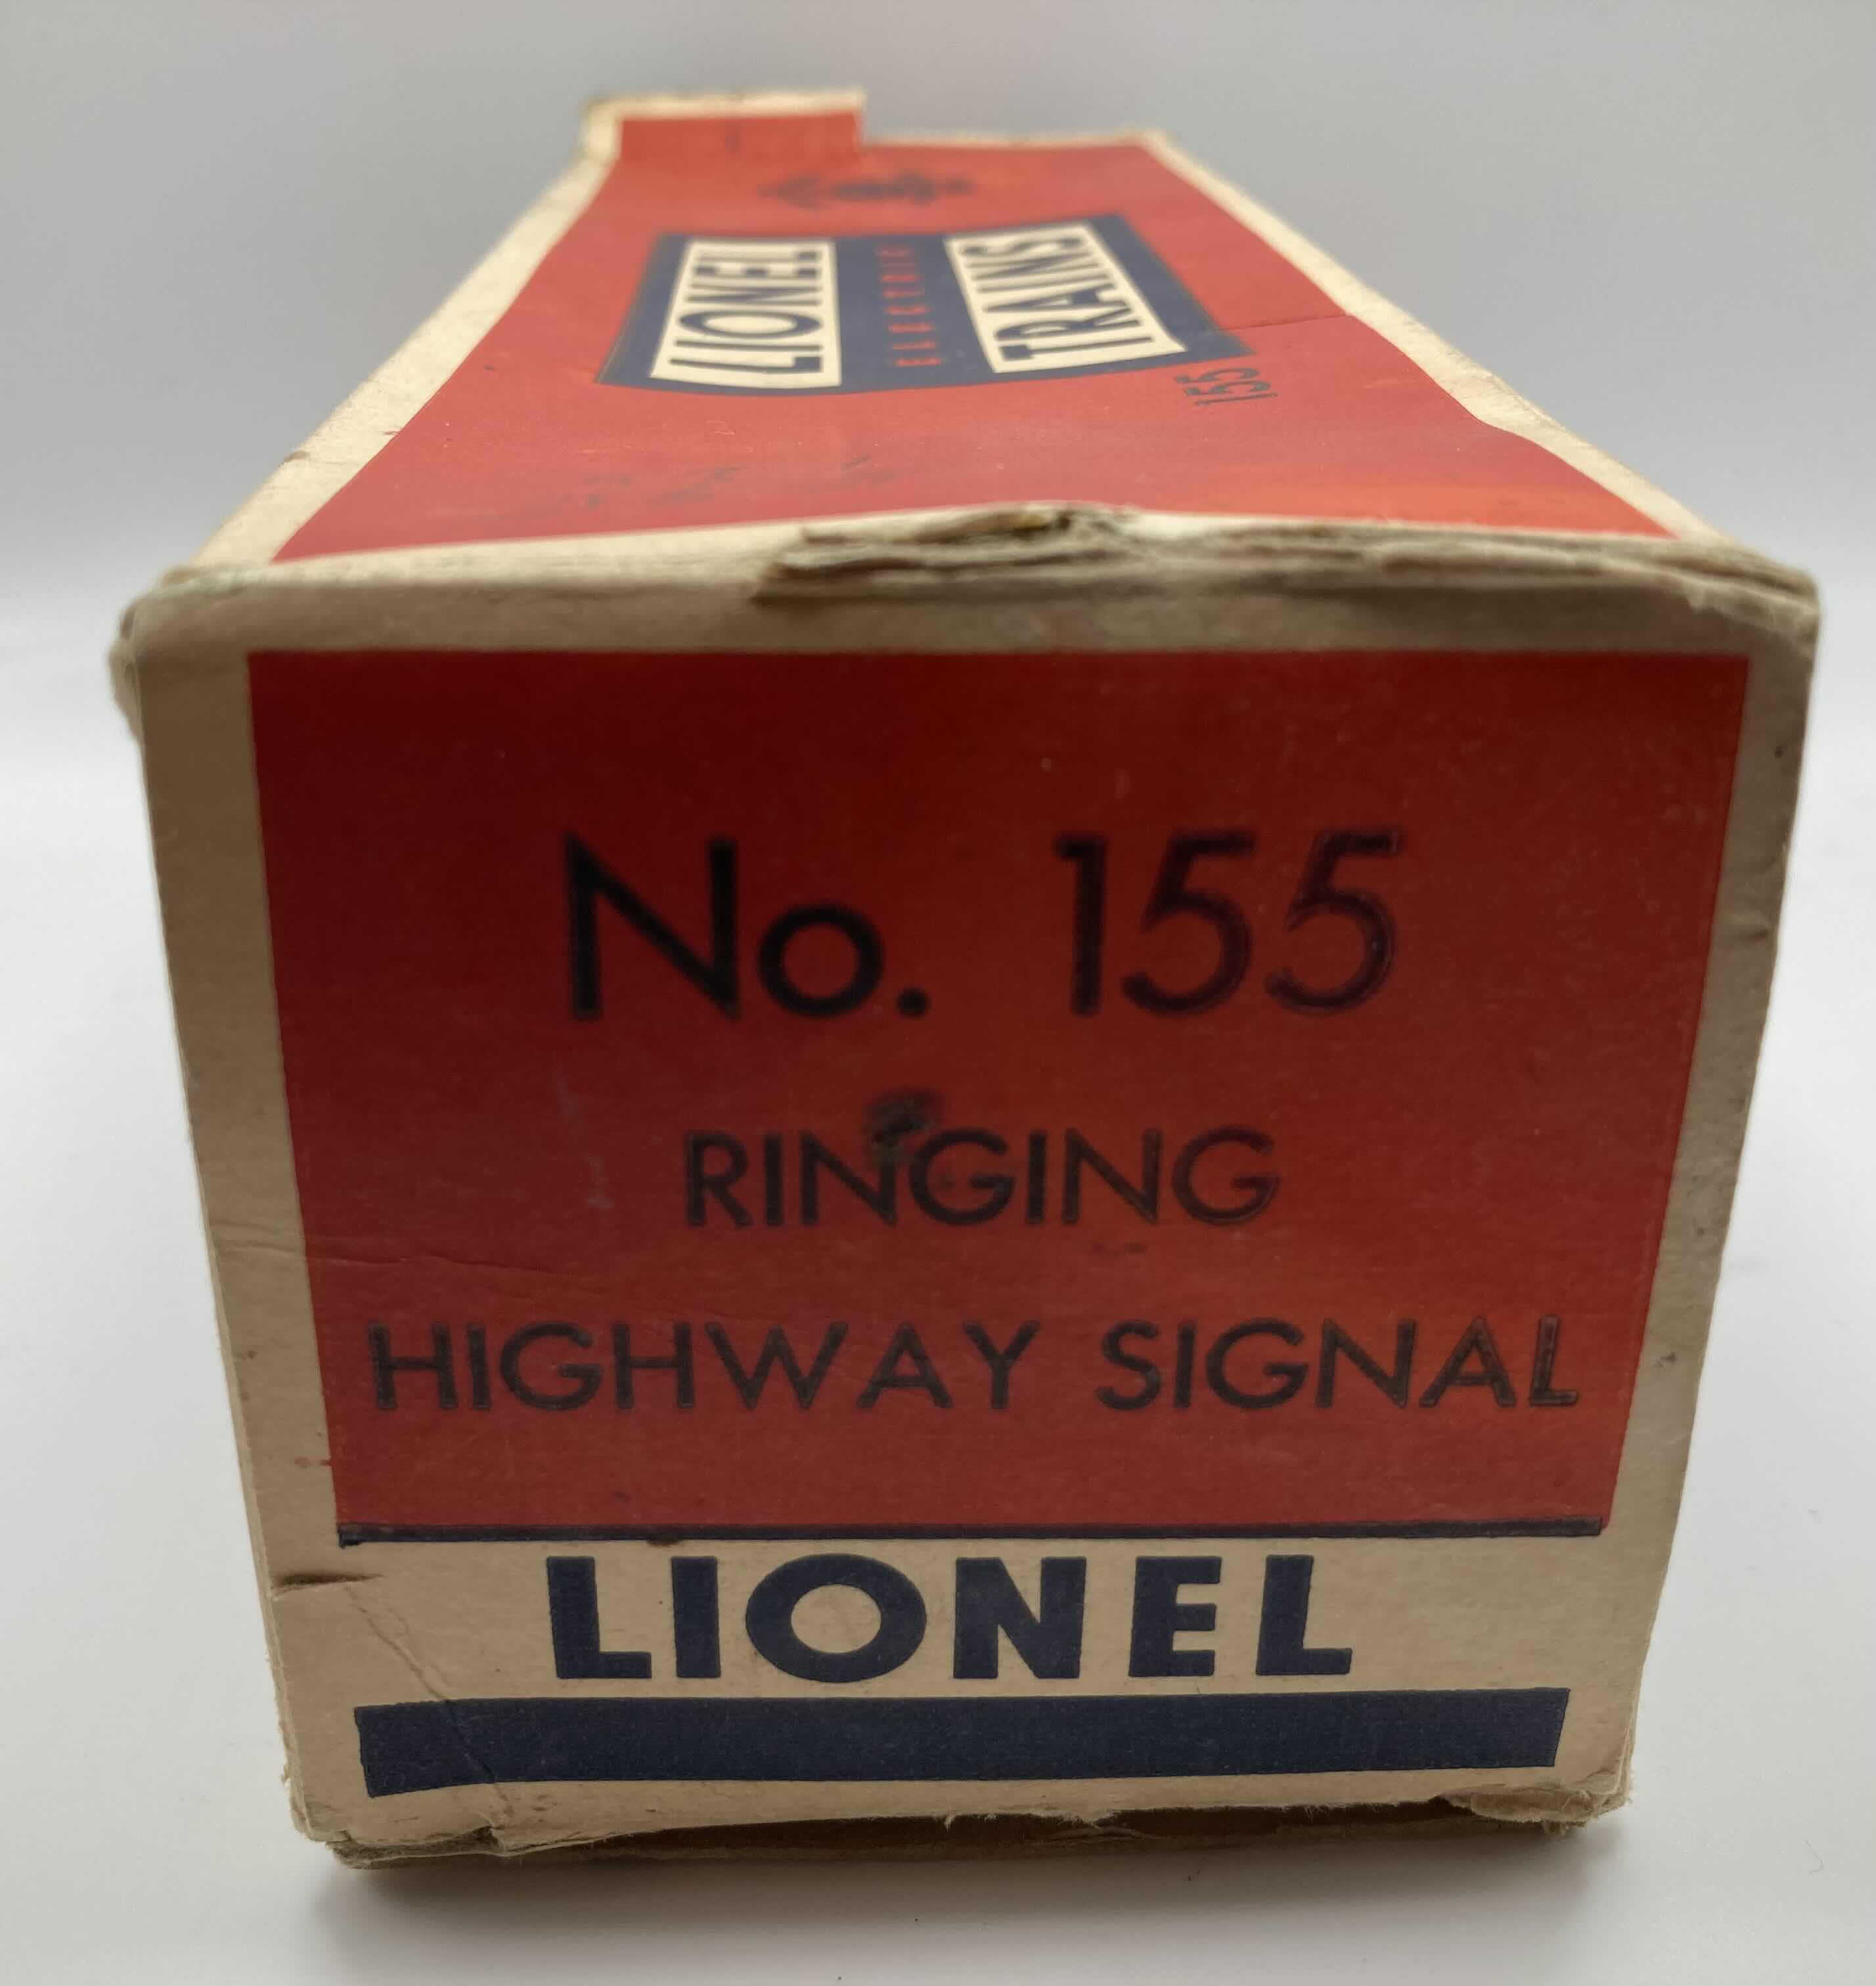 LIONEL
ELECTRIC
TRAINS
155
No. 155
RINGING
HIGHWAY SIGNAL
LIONEL